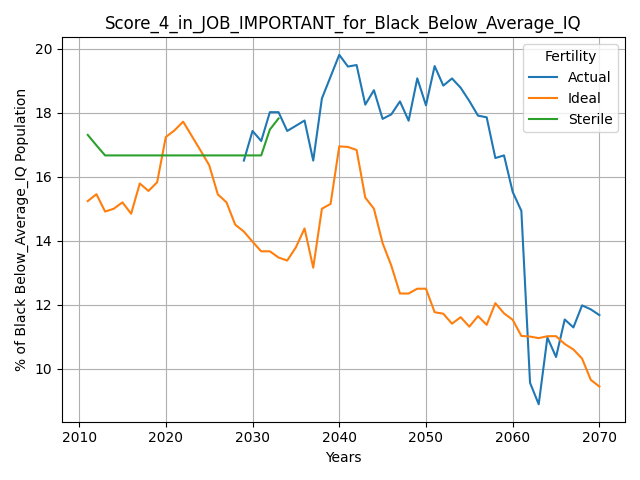 Score_4_in_JOB_IMPORTANT_for_Black_Below_Average_IQ
% of Black Below_Average_IQ Population
20
18
16
14
12
10
Fertility
Actual
Ideal
Sterile
2010 2020 2030 2040 2050 2060 2070
Years